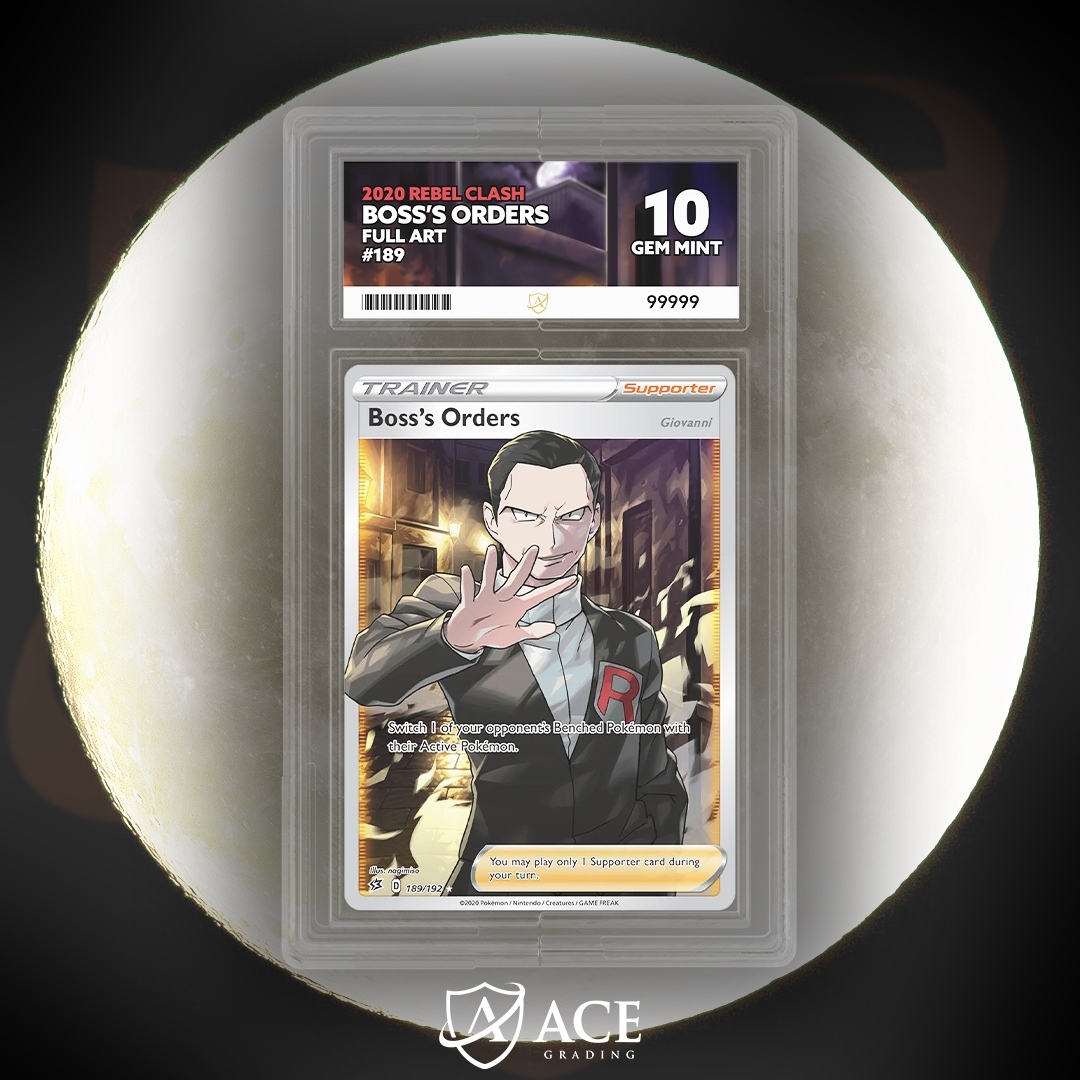 2020 REBEL CLASH
BOSS'S ORDERS
FULL ART
#189
10
GEM MINT
99999
TRAINER
Supporter
Boss's Orders
Giovanni
R
Switch 1 of your opponent's Benched Pokémon with
their Active Pokémon.
You may play only 1 Supporter card during
your turn.
Illus. nagimiso
D 189/192
©2020 Pokémon / Nintendo / Creatures / GAME FREAK
A ACE
GRADING